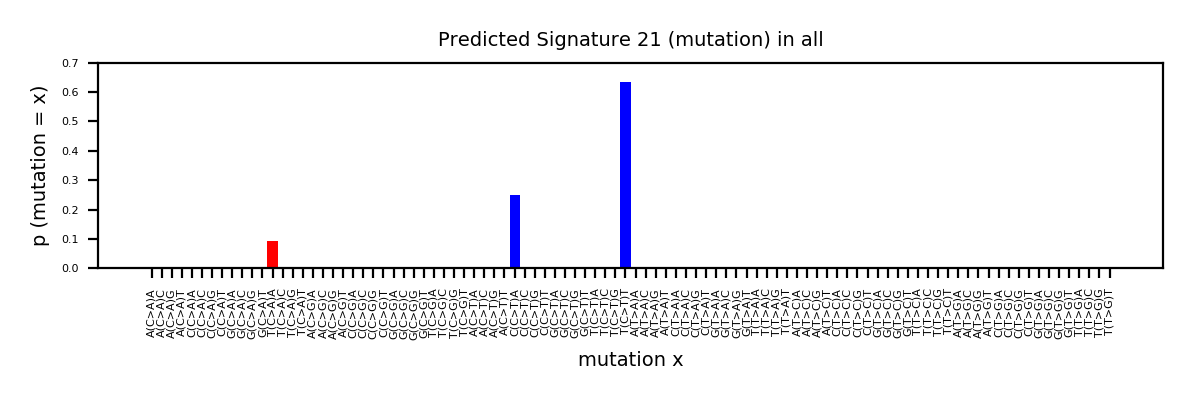 Predicted Signature 21 (mutation) in all
p (mutation = x)
0.7
0.6
0.5
0.4
0.3
0.2
0.1
0.0
A(C>A)A
A(C>A)C
A(C>A)G
A(C>A)T
C(C>A)A
C(C>A)C
C(C>A)G
C(C>A)T
G(C>A)A
G(C>A)C
G(C>A)G
G(C>A)T
T(C>A)A
T(C>A)C
T(C>A)G
T(C>A)T
A(C>G)A
A(C>G)C
A(C>G)G
A(C>G)T
C(C>G)A
C(C>G)C
C(C>G)G
C(C>G)T
G(C>G)A
G(C>G)C
G(C>G)G
G(C>G)T
T(C>G)A
T(C>G)C
T(C>G)G
T(C>G)T
A(C>T)A
A(C>T)C
A(C>T)G
A(C>T)T
C(C>T)A
C(C>T)C
C(C>T)G
C(C>T)T
G(C>T)A
G(C>T)C
G(C>T)G
G(C>T)T
T(C>T)A
T(C>T)C
T(C>T)G
T(C>T)T
A(T>A)A
A(T>A)C
A(T>A)G
A(T>A)T
C(T>A)A
C(T>A)C
C(T>A)G
C(T>A)T
G(T>A)A
G(T>A)C
G(T>A)G
G(T>A)T
T(T>A)A
T(T>A)C
T(T>A)G
T(T>A)T
A(T>C)A
A(T>C)C
A(T>C)G
A(T>C)T
C(T>C)A
C(T>C)C
C(T>C)G
C(T>C)T
G(T>C)A
G(T>C)C
G(T>C)G
G(T>C)T
T(T>C)A
T(T>C)C
T(T>C)G
T(T>C)T
A(T>G)A
A(T>G)C
A(T>G)G
A(T>G)T
C(T>G)A
C(T>G)C
C(T>G)G
C(T>G)T
G(T>G)A
G(T>G)C
G(T>G)G
G(T>G)T
T(T>G)A
T(T>G)C
T(T>G)G
T(T>G)T
mutation x